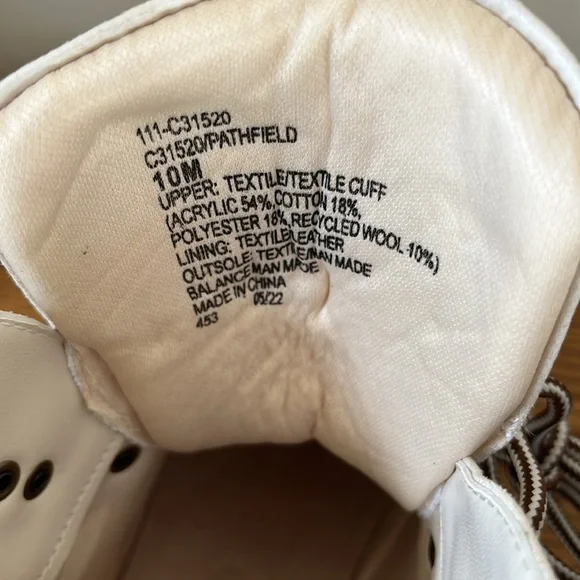 111-C31520
C31520/PATHFIELD
10M
UPPER: TEXTILE/TEXTILE CUFF
(ACRYLIC 54%, COTTON 18%,
POLYESTER 18%, RECYCLED WOOL 10%)
LINING: TEXTILE/LEATHER
OUTSOLE: TEXTILE/MAN MADE
BALANCE MAN MADE
MADE IN CHINA
453 05/22